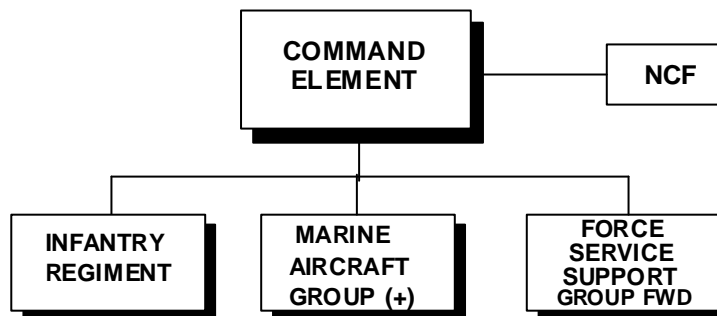 COMMAND
ELEMENT
NCF
INFANTRY
REGIMENT
MARINE
AIRCRAFT
GROUP (+)
FORCE
SERVICE
SUPPORT
GROUP FWD